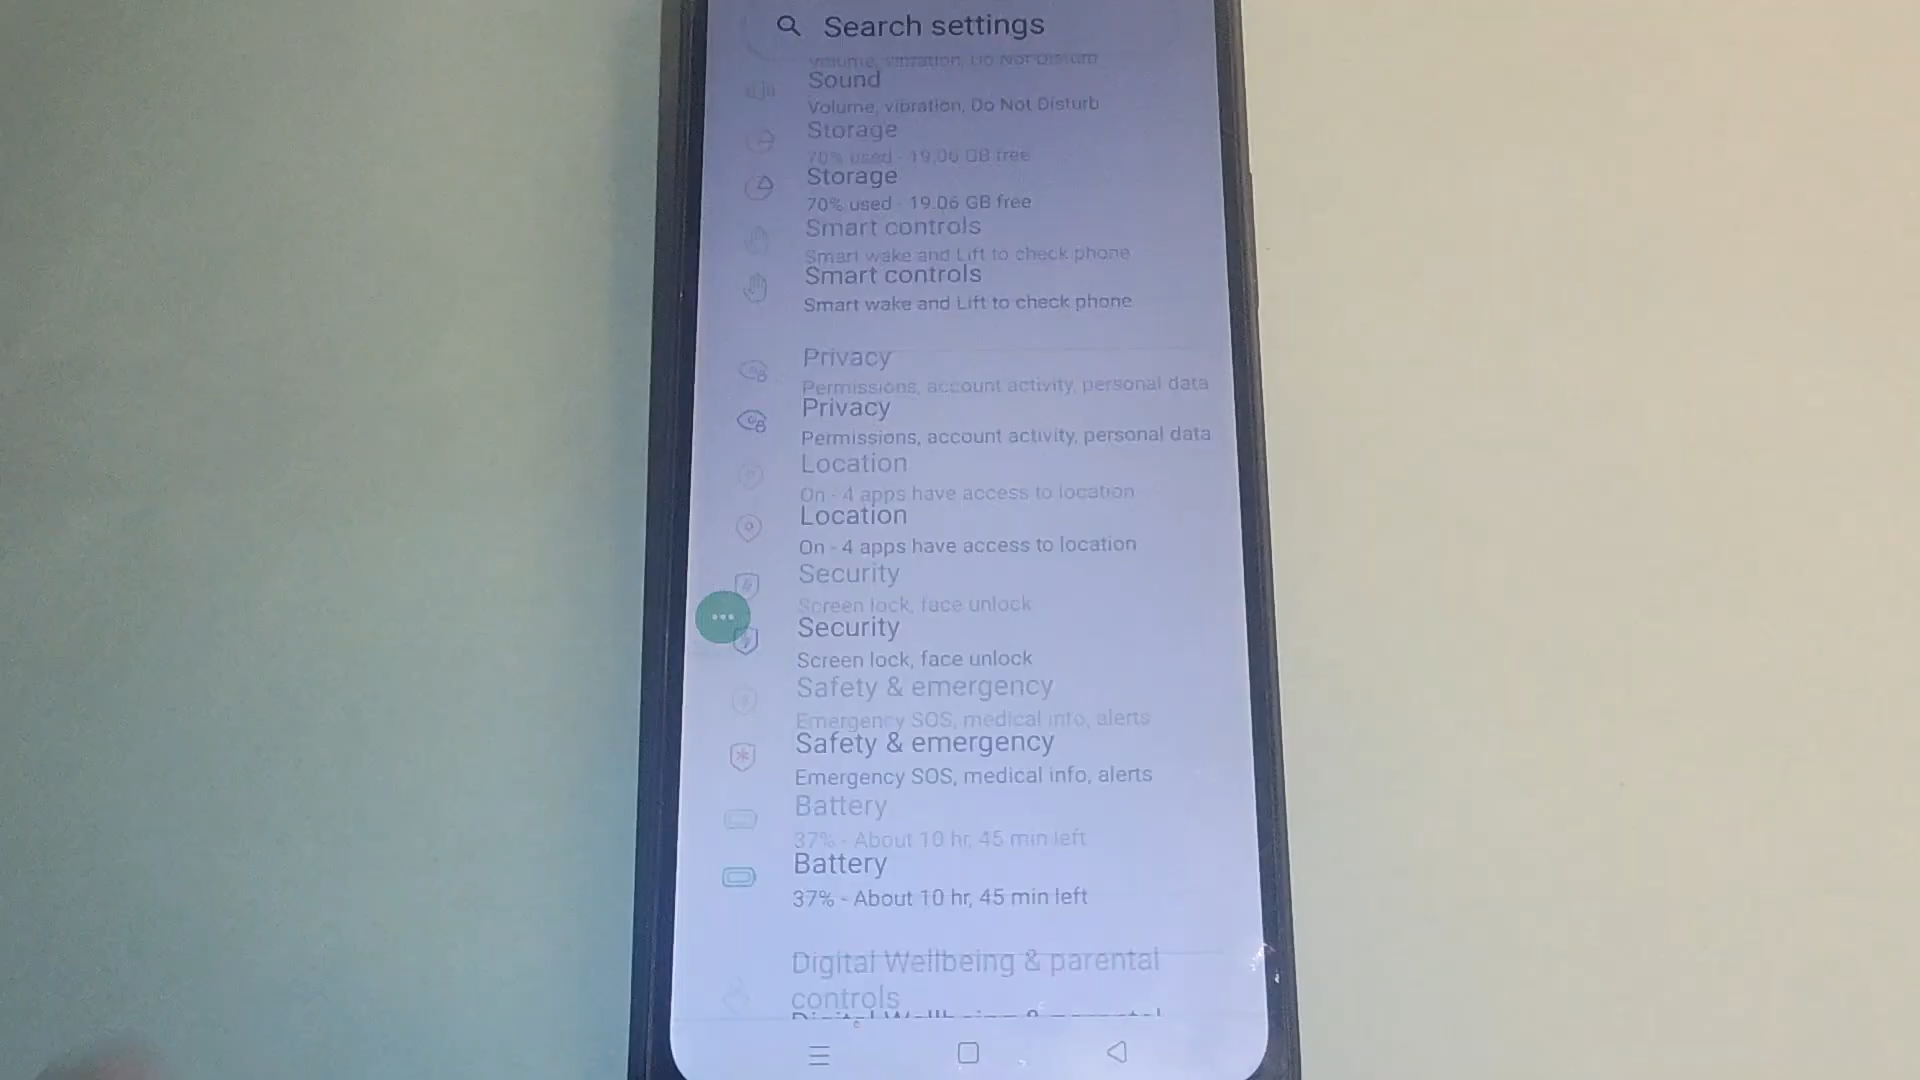 Search settings
Volume, vibration, Do Not Disturb
Sound
Volume, vibration, Do Not Disturb
Storage
70% used - 19.06 GB free
Storage
70% used - 19.06 GB free
Smart controls
Smart wake and Lift to check phone
Smart controls
Smart wake and Lift to check phone
Privacy
Permissions, account activity, personal data
Privacy
Permissions, account activity, personal data
Location
On - 4 apps have access to location
Location
On - 4 apps have access to location
Security
Screen lock, face unlock
Security
Screen lock, face unlock
Safety & emergency
Emergency SOS, medical info, alerts
Safety & emergency
Emergency SOS, medical info, alerts
Battery
37% - About 10 hr, 45 min left
Battery
37% - About 10 hr, 45 min left
Digital Wellbeing & parental
controls